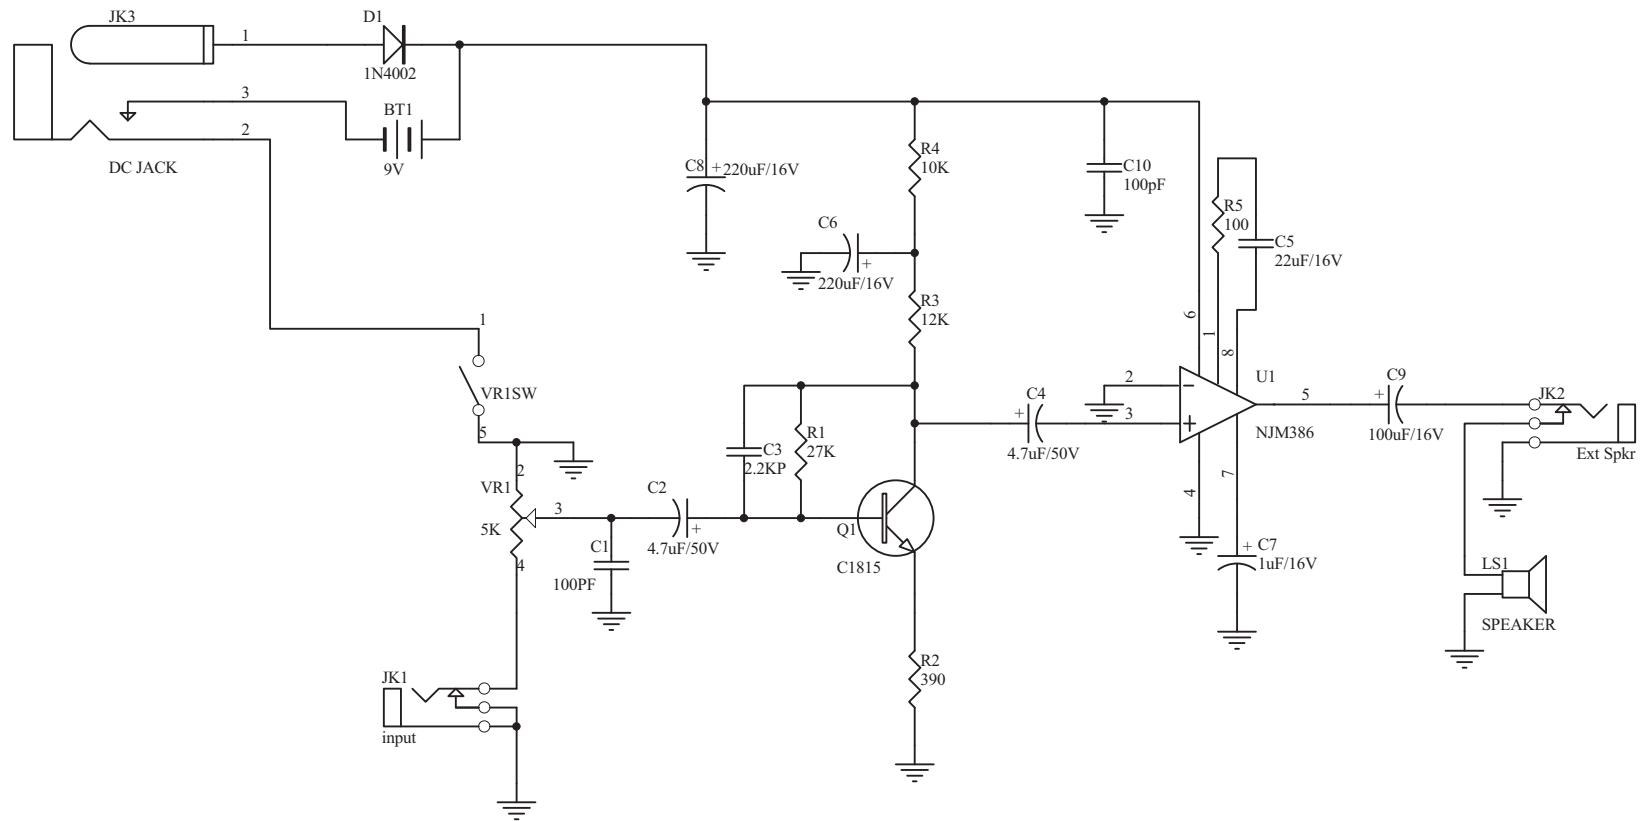 JK3
1
D1
1N4002
3
BT1
9V
2
DC JACK
C8
+
220uF/16V
R4
10K
C10
100pF
C6
+
220uF/16V
R3
12K
R5
100
C5
22uF/16V
6
1
8
1
VR1SW
5
2
VR1
5K
3
4
C1
100PF
C2
+
4.7uF/50V
C3
2.2KP
R1
27K
Q1
C1815
R2
390
C4
+
4.7uF/50V
2
3
−
+
U1
NJM386
5
4
7
+
C7
1uF/16V
C9
+
100uF/16V
JK2
Ext Spkr
LS1
SPEAKER
JK1
input